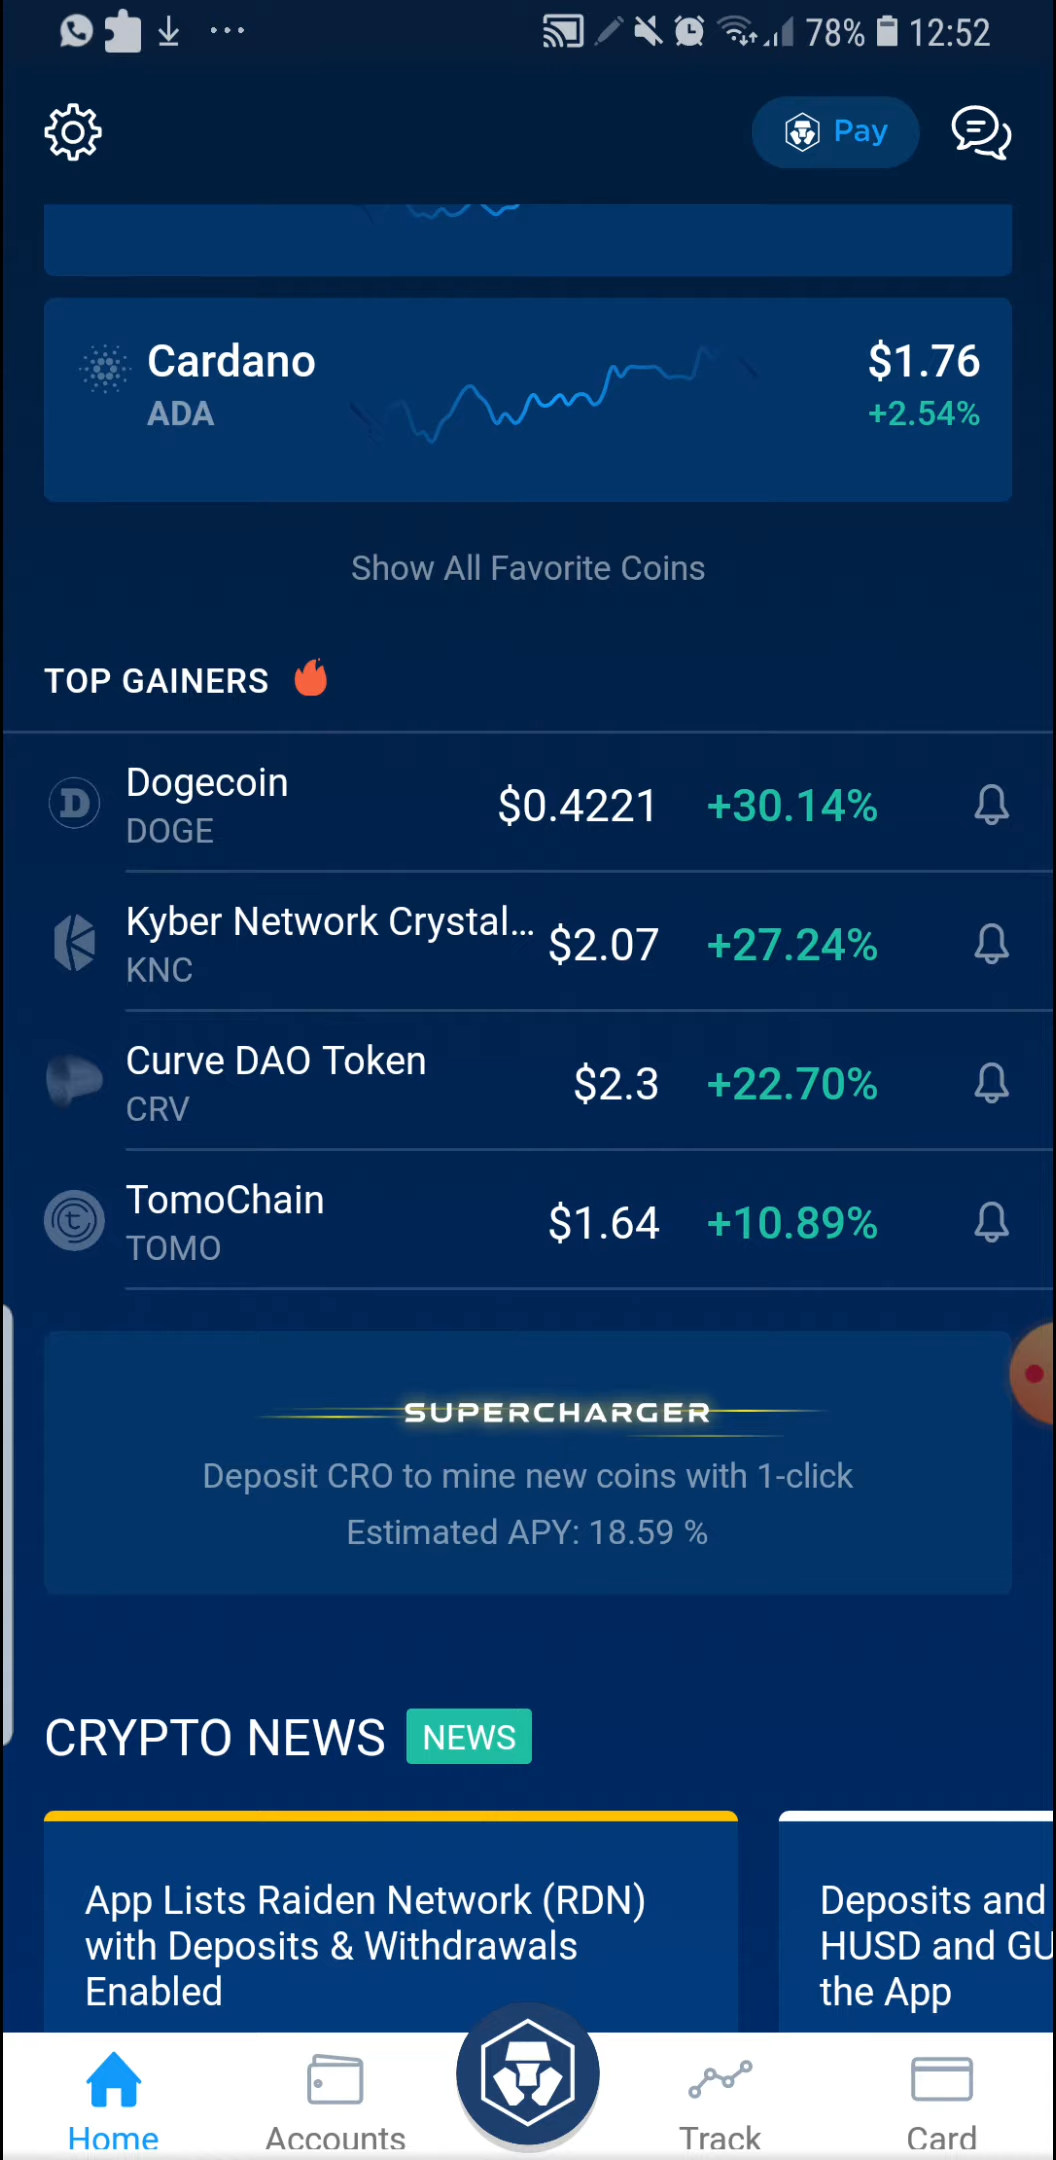 78% 12:52
Pay
Cardano $1.76
ADA +2.54%
Show All Favorite Coins
TOP GAINERS
Dogecoin
DOGE
$0.4221 +30.14%
Kyber Network Crystal...
KNC
$2.07 +27.24%
Curve DAO Token
CRV
$2.3 +22.70%
TomoChain
TOMO
$1.64 +10.89%
SUPERCHARGER
Deposit CRO to mine new coins with 1-click
Estimated APY: 18.59 %
CRYPTO NEWS NEWS
App Lists Raiden Network (RDN)
with Deposits & Withdrawals
Enabled
Deposits and
HUSD and GU
the App
Home Accounts Track Card